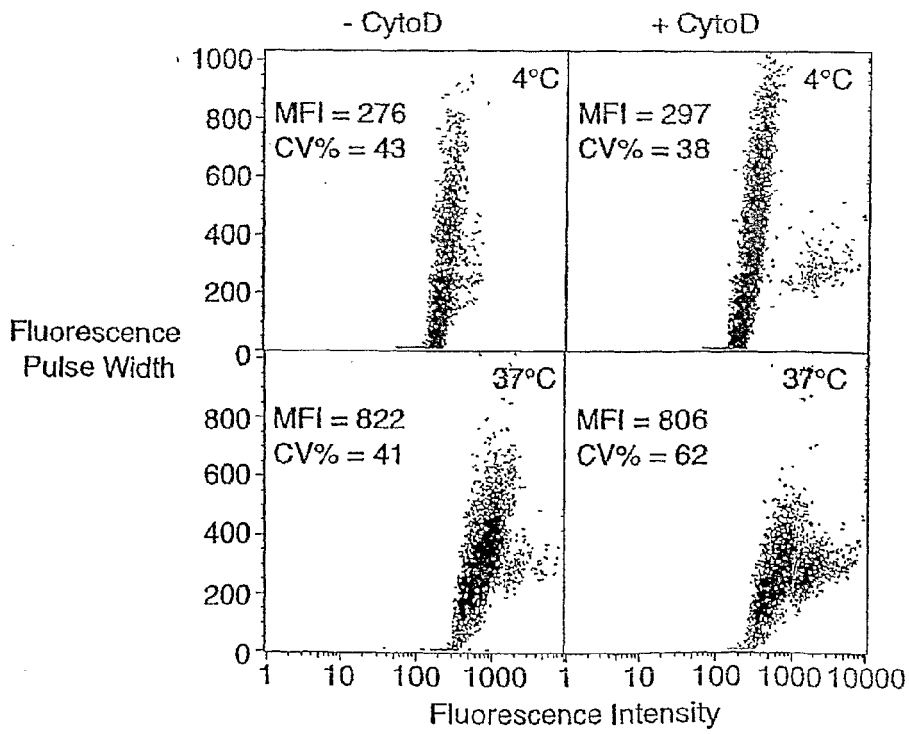 - CytoD
+ CytoD
1000
800
600
400
200
0
4°C
MFI = 276
CV% = 43
4°C
MFI = 297
CV% = 38
Fluorescence
Pulse Width
800
600
400
200
0
37°C
MFI = 822
CV% = 41
37°C
MFI = 806
CV% = 62
1
10
100
1000
1
10
100
1000
10000
Fluorescence Intensity